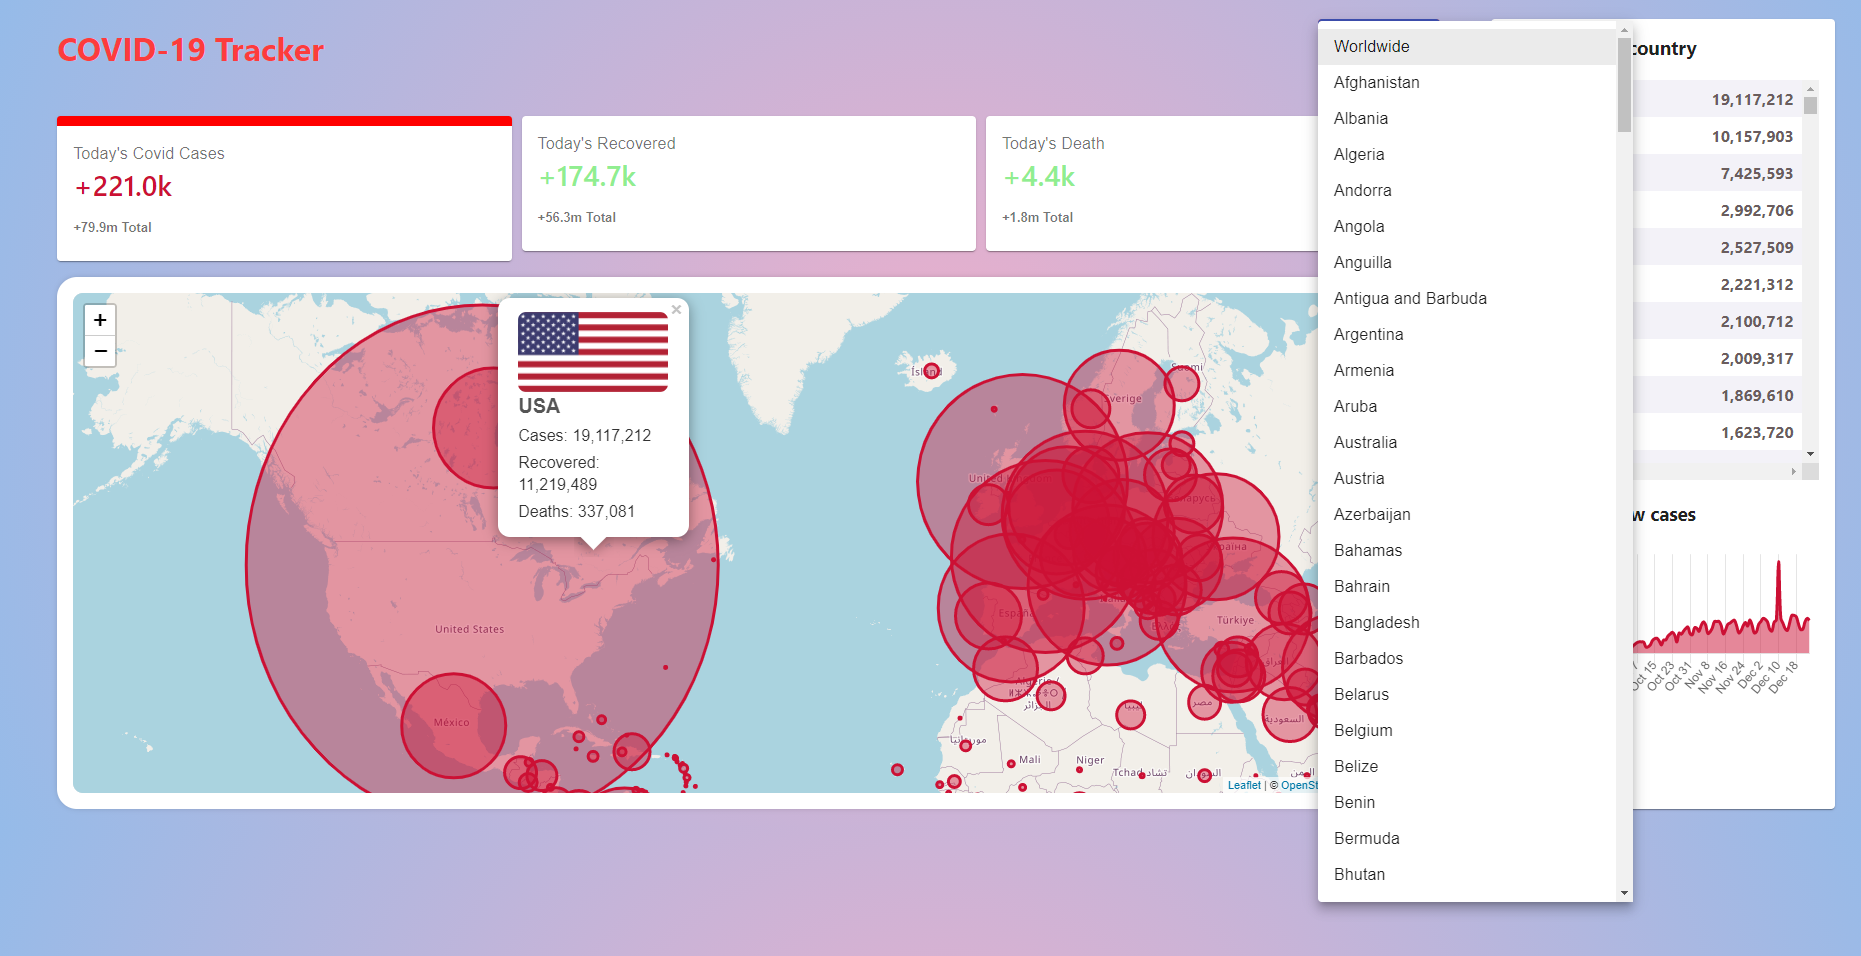 COVID-19 Tracker
Today's Covid Cases
+221.0k
+79.9m Total
Today's Recovered
+174.7k
+56.3m Total
Today's Death
+4.4k
+1.8m Total
+
−
×
USA
Cases: 19,117,212
Recovered:
11,219,489
Deaths: 337,081
United States
México
Ísland
Suomi
Sverige
España
Türkiye
Mali
Niger
Tchad تشاد
مصر
السعودية
موريتانيا
Leaflet | © OpenSt
Worldwide
Afghanistan
Albania
Algeria
Andorra
Angola
Anguilla
Antigua and Barbuda
Argentina
Armenia
Aruba
Australia
Austria
Azerbaijan
Bahamas
Bahrain
Bangladesh
Barbados
Belarus
Belgium
Belize
Benin
Bermuda
Bhutan
country
19,117,212
10,157,903
7,425,593
2,992,706
2,527,509
2,221,312
2,100,712
2,009,317
1,869,610
1,623,720
w cases
Oct 15
Oct 23
Oct 31
Nov 8
Nov 16
Nov 24
Dec 2
Dec 10
Dec 18